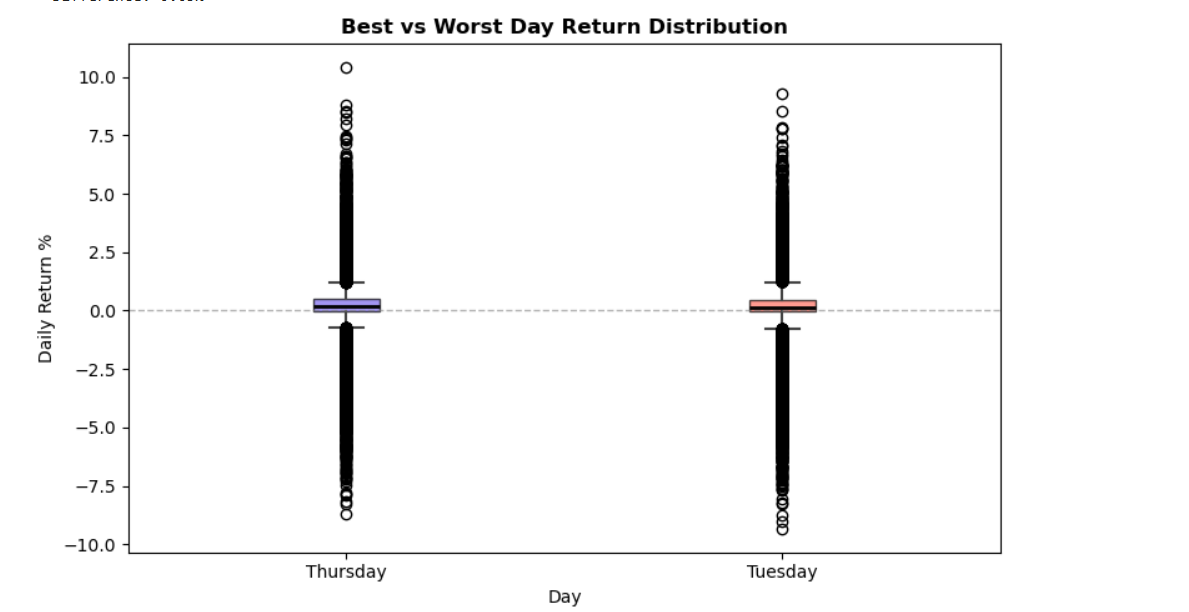 Best vs Worst Day Return Distribution
10.0
7.5
5.0
2.5
0.0
−2.5
−5.0
−7.5
−10.0
Daily Return %
Thursday
Tuesday
Day